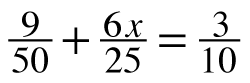 9/50 + 6x/25 = 3/10